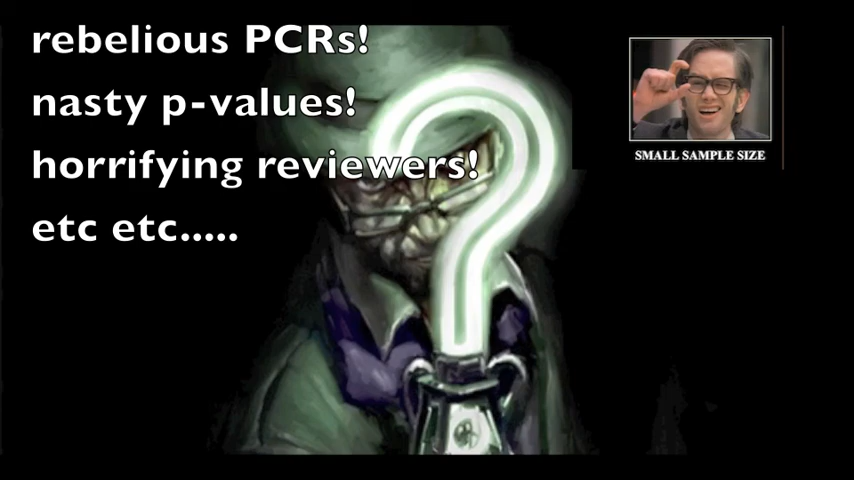 rebelious PCRs!
nasty p-values!
horrifying reviewers!
etc etc.....
SMALL SAMPLE SIZE